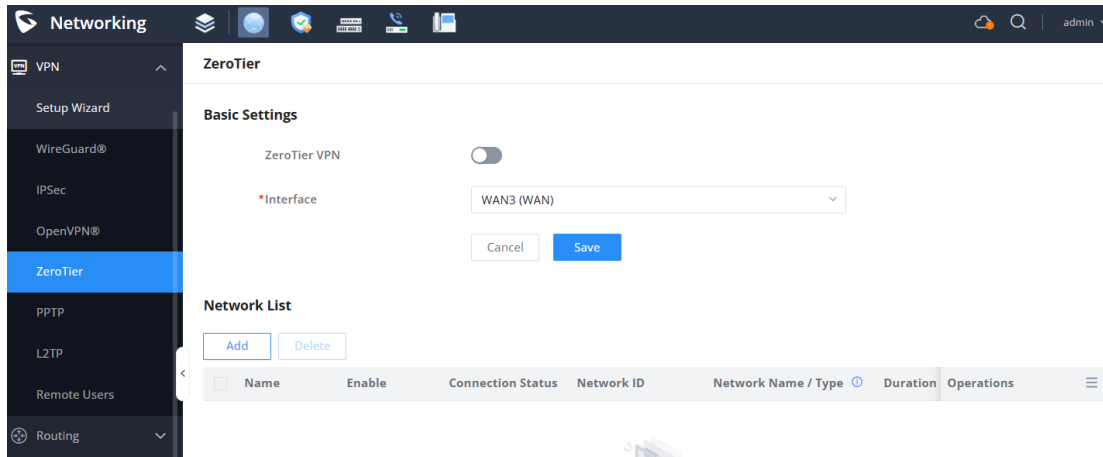 Networking
admin
VPN
VPN
Setup Wizard
WireGuard®
IPSec
OpenVPN®
ZeroTier
PPTP
L2TP
Remote Users
Routing
ZeroTier
Basic Settings
ZeroTier VPN
*Interface WAN3 (WAN)
Cancel Save
Network List
Add Delete
Name Enable Connection Status Network ID Network Name / Type Duration Operations